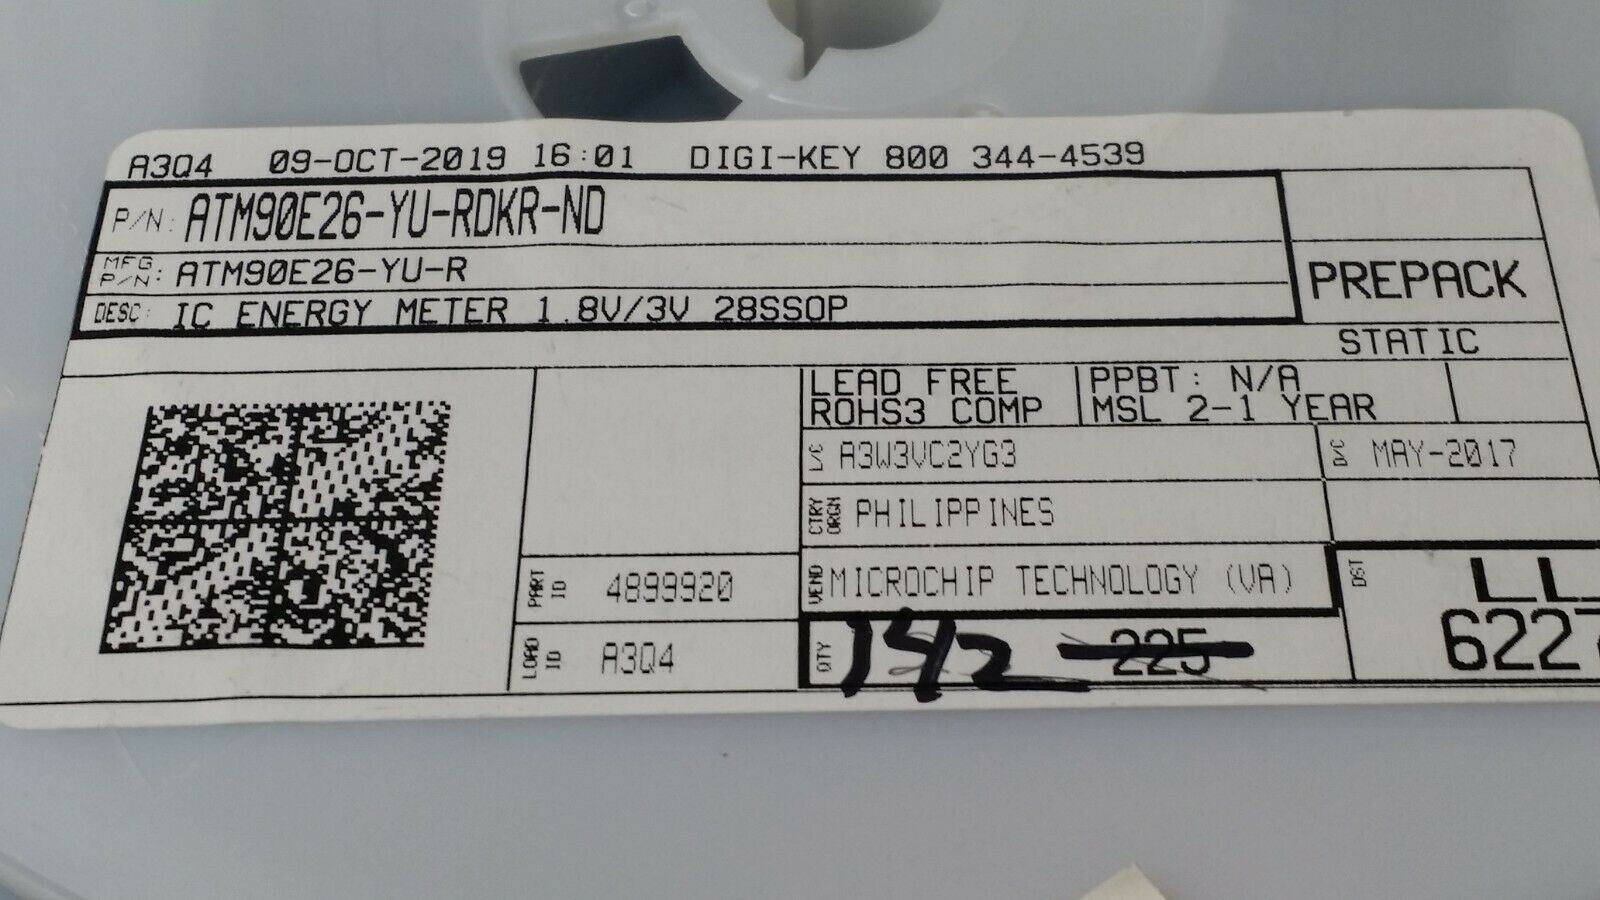 A3Q4 09-OCT-2019 16:01 DIGI-KEY 800 344-4539
P/N: ATM90E26-YU-RDKR-ND
MFG P/N: ATM90E26-YU-R
PREPACK
DESC: IC ENERGY METER 1.8V/3V 28SSOP
STATIC
LEAD FREE PPBT: N/A
ROHS3 COMP MSL 2-1 YEAR
L/C A3W3VC2YG3 D/C MAY-2017
CTRY ORGN PHILIPPINES
PART ID 4899920 VEND MICROCHIP TECHNOLOGY (VA) DST LL
LOAD ID A3Q4 QTY 142 225 622